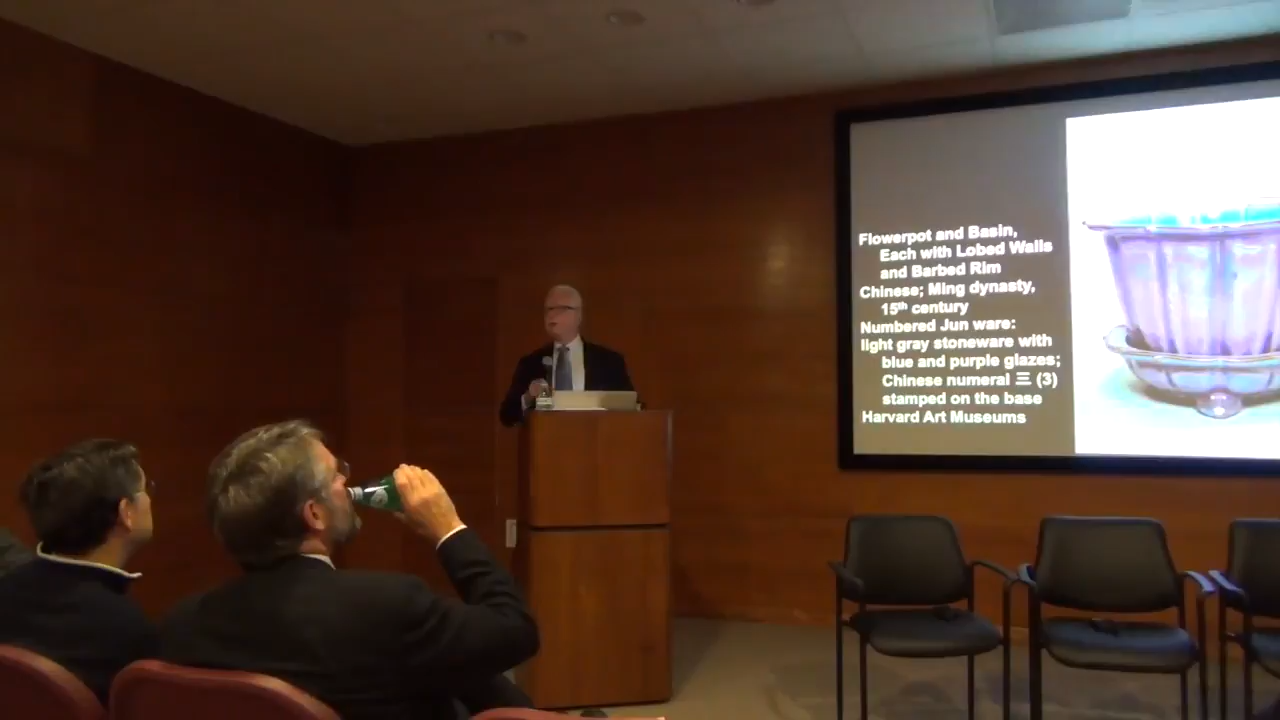 Flowerpot and Basin,
Each with Lobed Walls
and Barbed Rim
Chinese; Ming dynasty,
15th century
Numbered Jun ware:
light gray stoneware with
blue and purple glazes;
Chinese numeral 三 (3)
stamped on the base
Harvard Art Museums